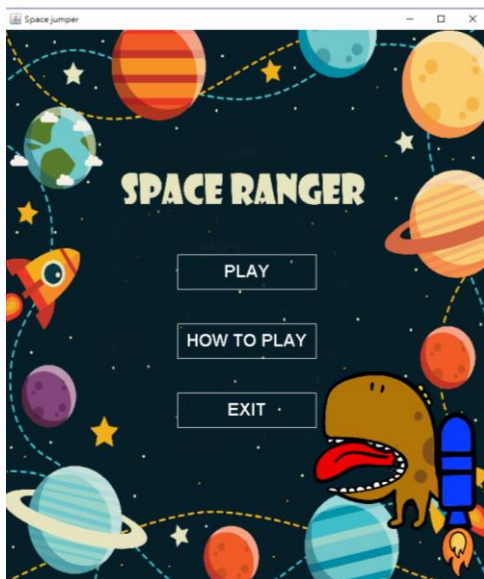 Space jumper
SPACE RANGER
PLAY
HOW TO PLAY
EXIT